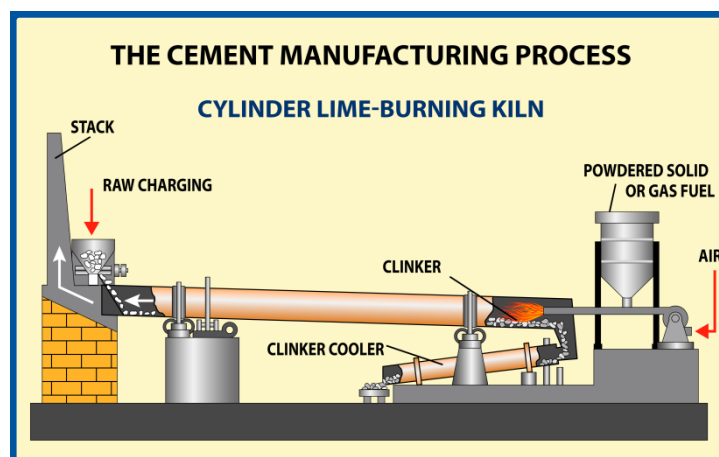 THE CEMENT MANUFACTURING PROCESS
CYLINDER LIME-BURNING KILN
STACK
RAW CHARGING
POWDERED SOLID
OR GAS FUEL
AIR
CLINKER
CLINKER COOLER